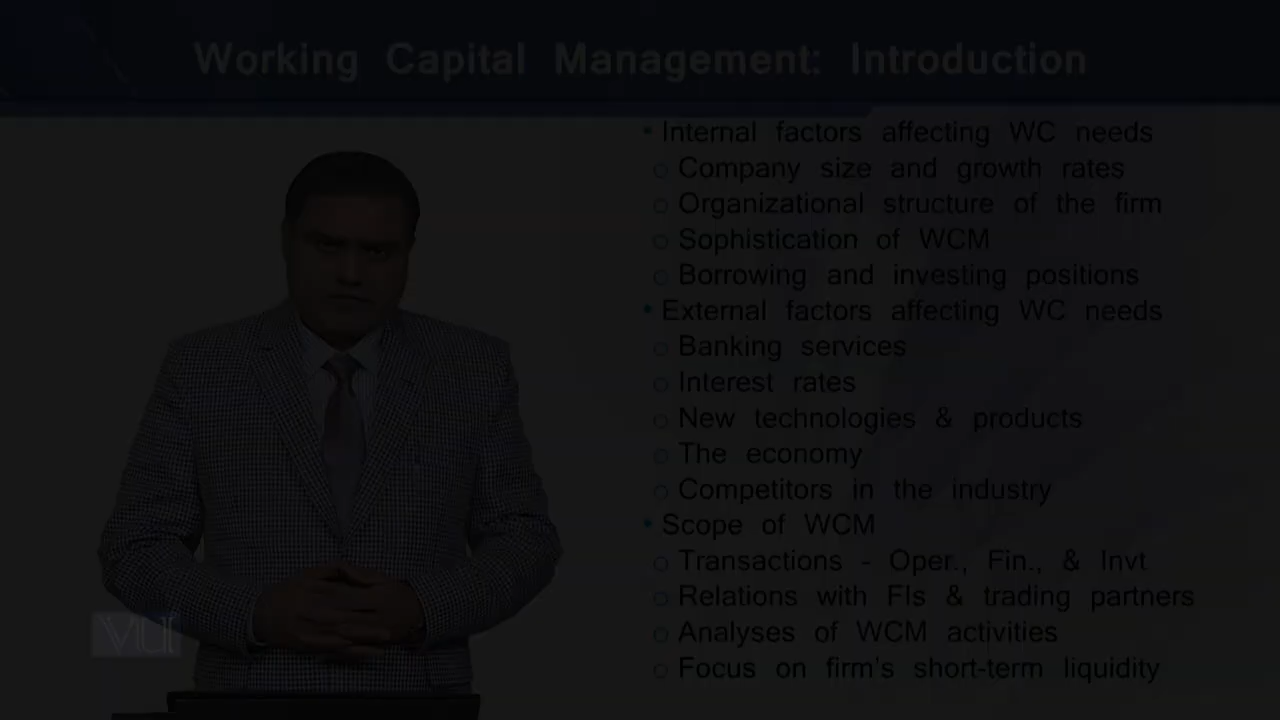 Working Capital Management: Introduction
• Internal factors affecting WC needs
o Company size and growth rates
o Organizational structure of the firm
o Sophistication of WCM
o Borrowing and investing positions
• External factors affecting WC needs
o Banking services
o Interest rates
o New technologies & products
o The economy
o Competitors in the industry
• Scope of WCM
o Transactions - Oper., Fin., & Invt
o Relations with FIs & trading partners
o Analyses of WCM activities
o Focus on firm's short-term liquidity
VU